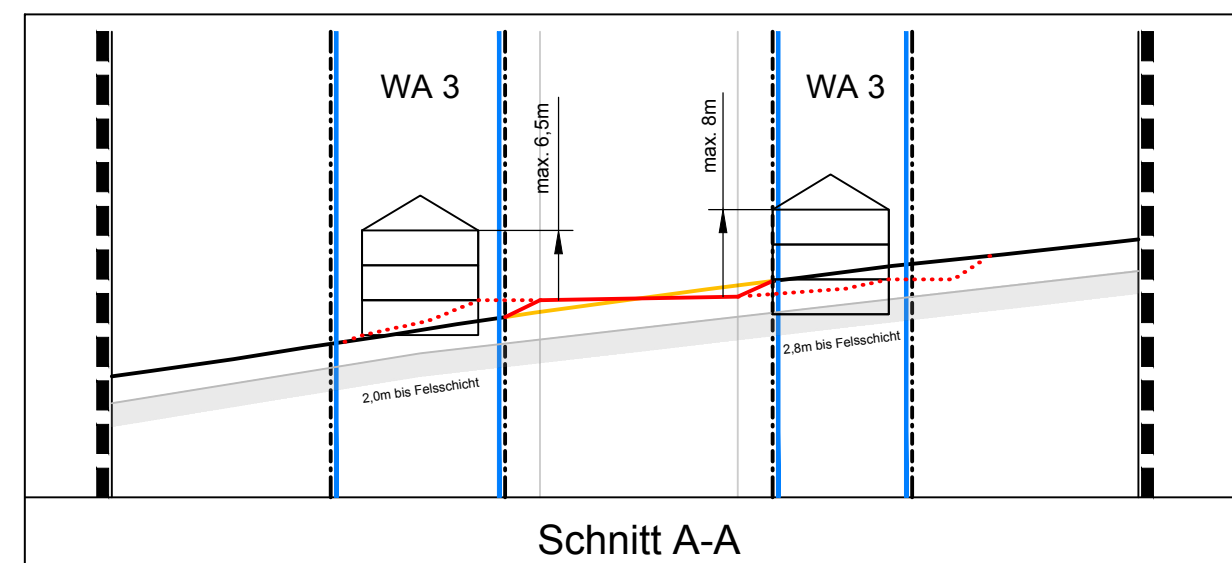 WA 3
WA 3
max. 6,5m
max. 8m
2,0m bis Felsschicht
2,8m bis Felsschicht
Schnitt A-A